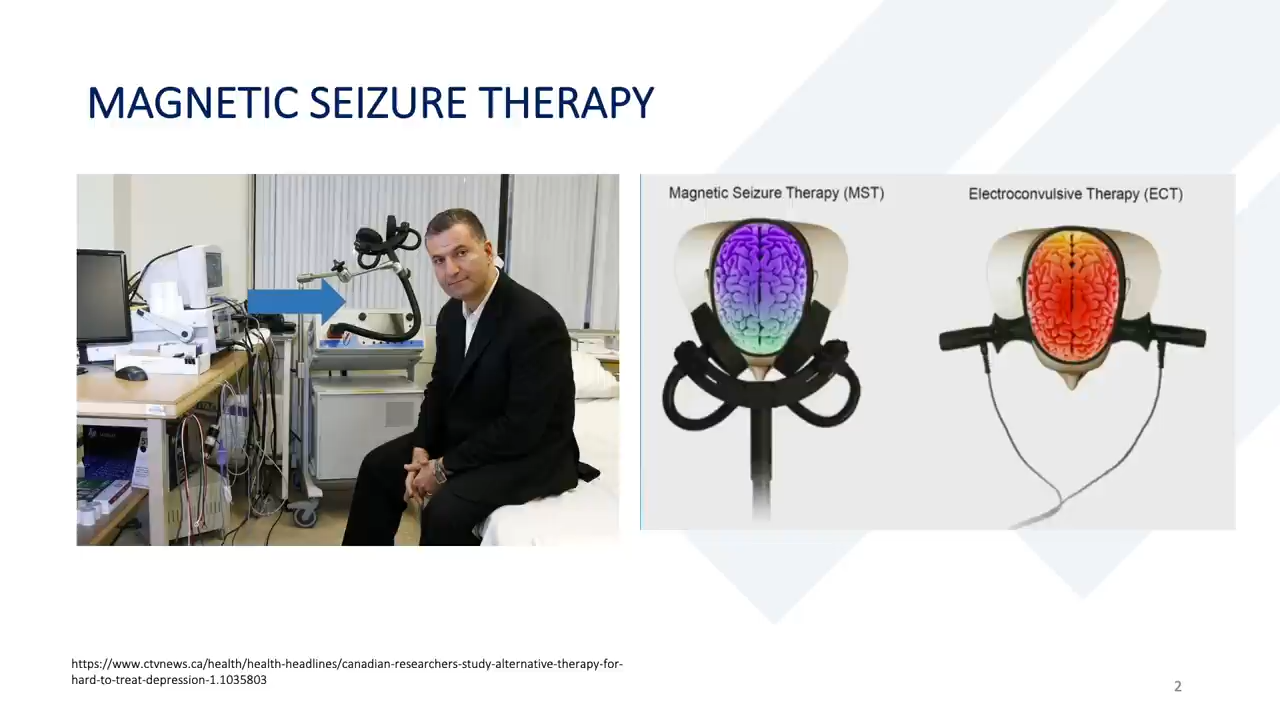 MAGNETIC SEIZURE THERAPY
Magnetic Seizure Therapy (MST)
Electroconvulsive Therapy (ECT)
https://www.ctvnews.ca/health/health-headlines/canadian-researchers-study-alternative-therapy-for-
hard-to-treat-depression-1.1035803
2